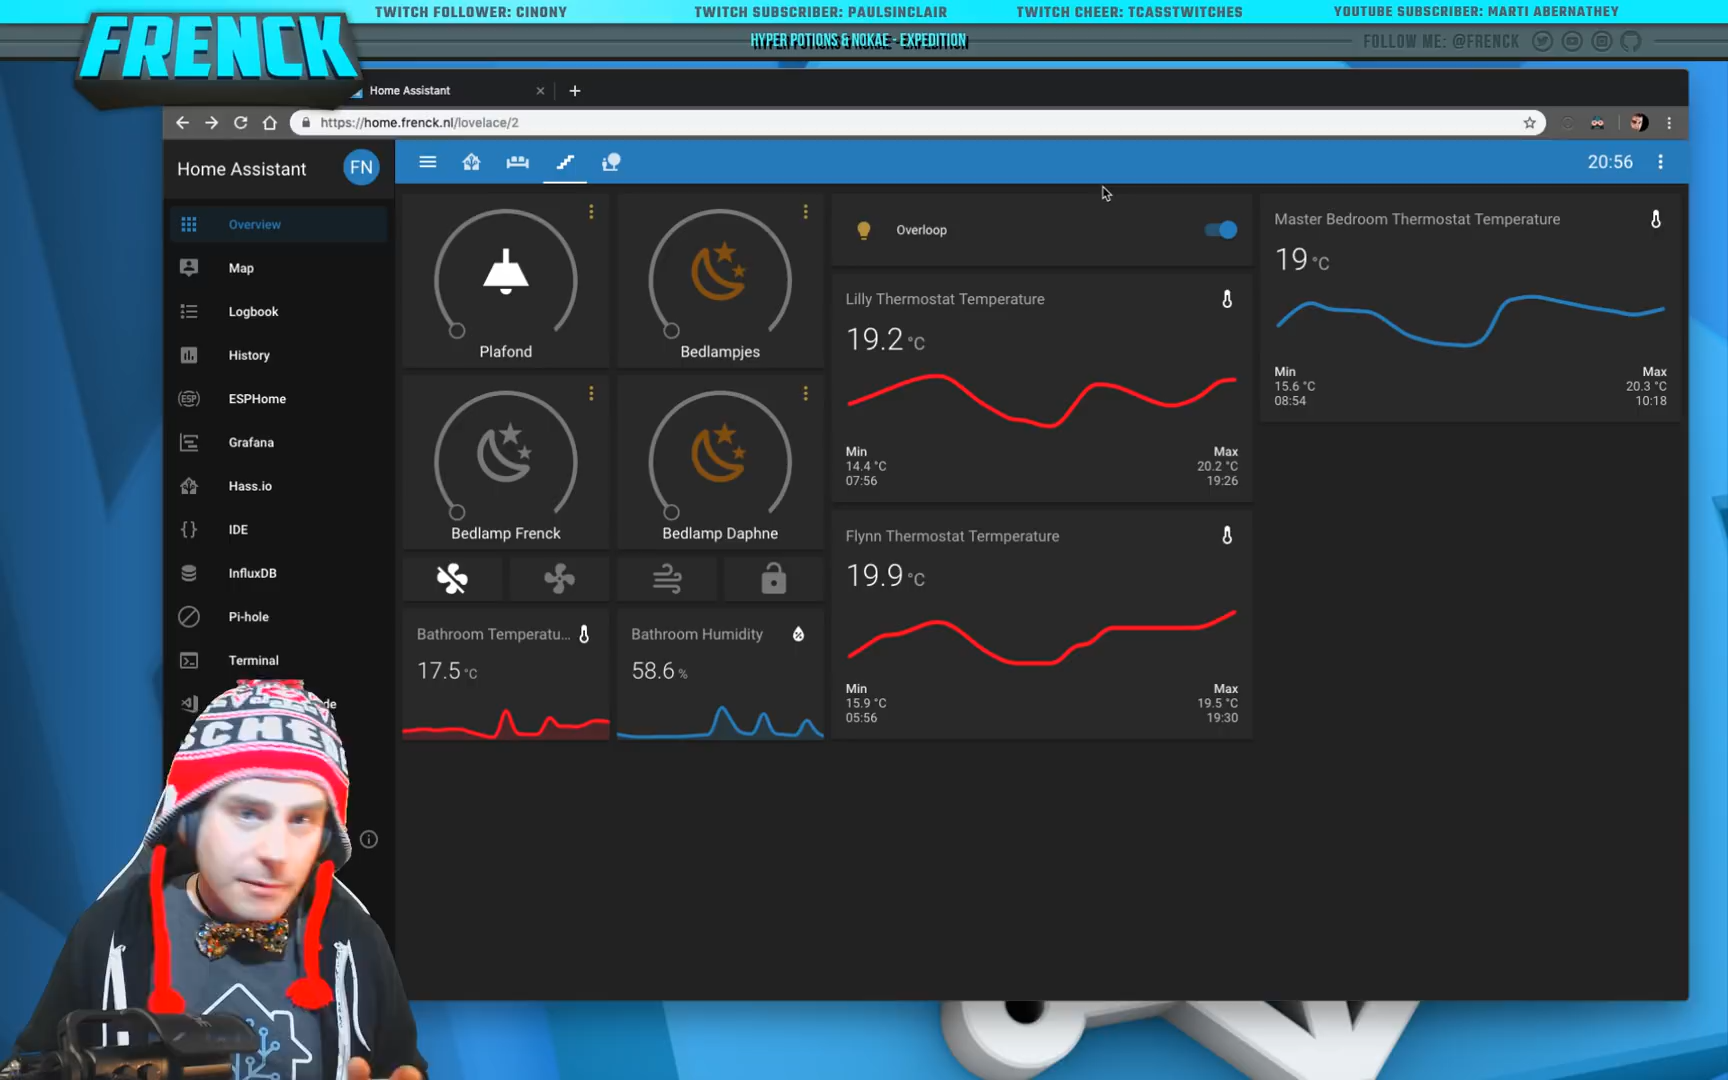 TWITCH FOLLOWER: CINONY
TWITCH SUBSCRIBER: PAULSINCLAIR
TWITCH CHEER: TCASSTWITCHES
YOUTUBE SUBSCRIBER: MARTI ABERNATHEY
FRENCK
HYPER POTIONS & NOKAE - EXPEDITION
FOLLOW ME: @FRENCK
Home Assistant
https://home.frenck.nl/lovelace/2
Home Assistant
FN
20:56
Overview
Map
Logbook
History
ESP
ESPHome
Grafana
Hass.io
IDE
InfluxDB
Pi-hole
Terminal
de
Plafond
Bedlampjes
Bedlamp Frenck
Bedlamp Daphne
Bathroom Temperatu...
17.5 °C
Bathroom Humidity
58.6 %
Overloop
Lilly Thermostat Temperature
19.2 °C
Min
14.4 °C
07:56
Max
20.2 °C
19:26
Flynn Thermostat Termperature
19.9 °C
Min
15.9 °C
05:56
Max
19.5 °C
19:30
Master Bedroom Thermostat Temperature
19 °C
Min
15.6 °C
08:54
Max
20.3 °C
10:18